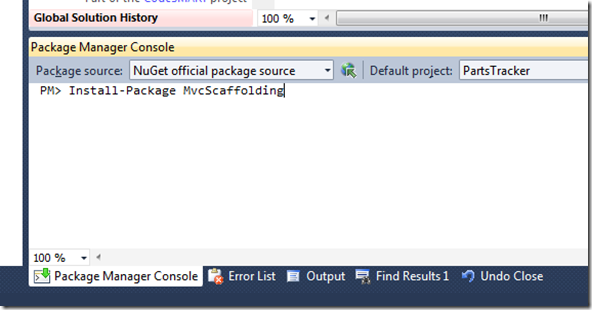 Part of the CodeSMART project
Global Solution History 100 %
Package Manager Console
Package source: NuGet official package source Default project: PartsTracker
PM> Install-Package MvcScaffolding
100 %
Package Manager Console Error List Output Find Results 1 Undo Close